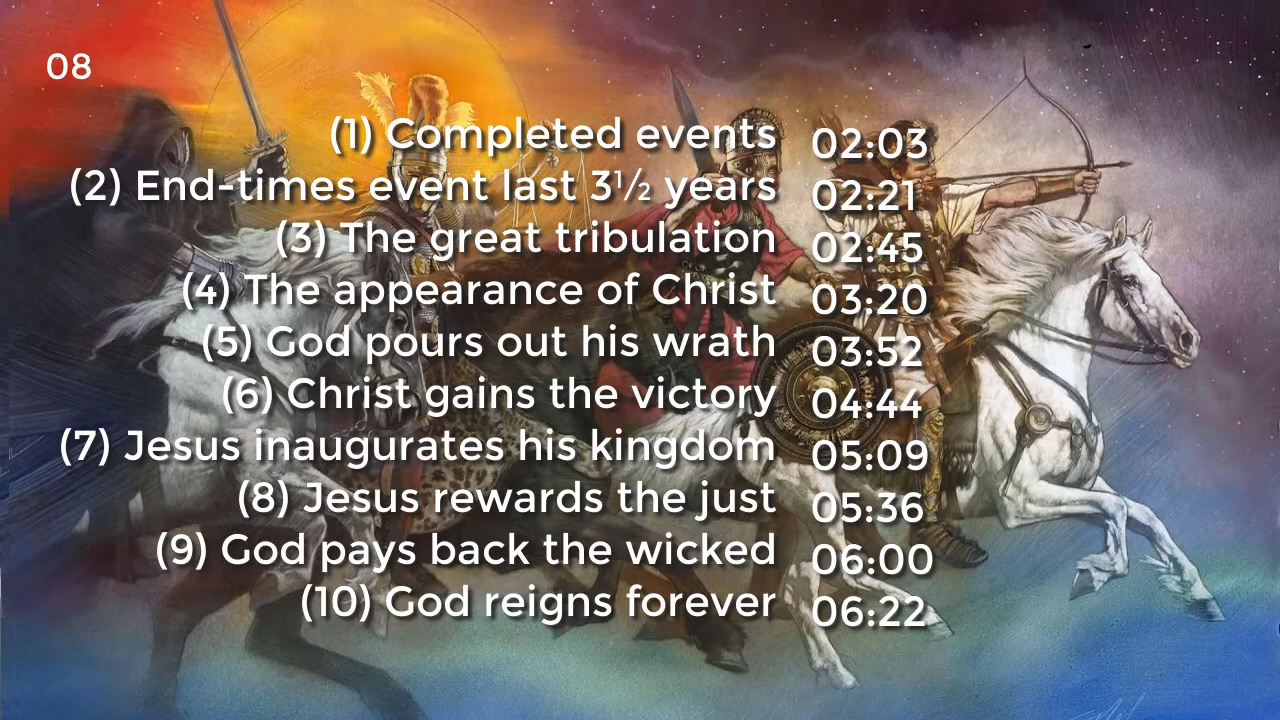 08
(1) Completed events 02:03
(2) End-times event last 3½ years 02:21
(3) The great tribulation 02:45
(4) The appearance of Christ 03:20
(5) God pours out his wrath 03:52
(6) Christ gains the victory 04:44
(7) Jesus inaugurates his kingdom 05:09
(8) Jesus rewards the just 05:36
(9) God pays back the wicked 06:00
(10) God reigns forever 06:22